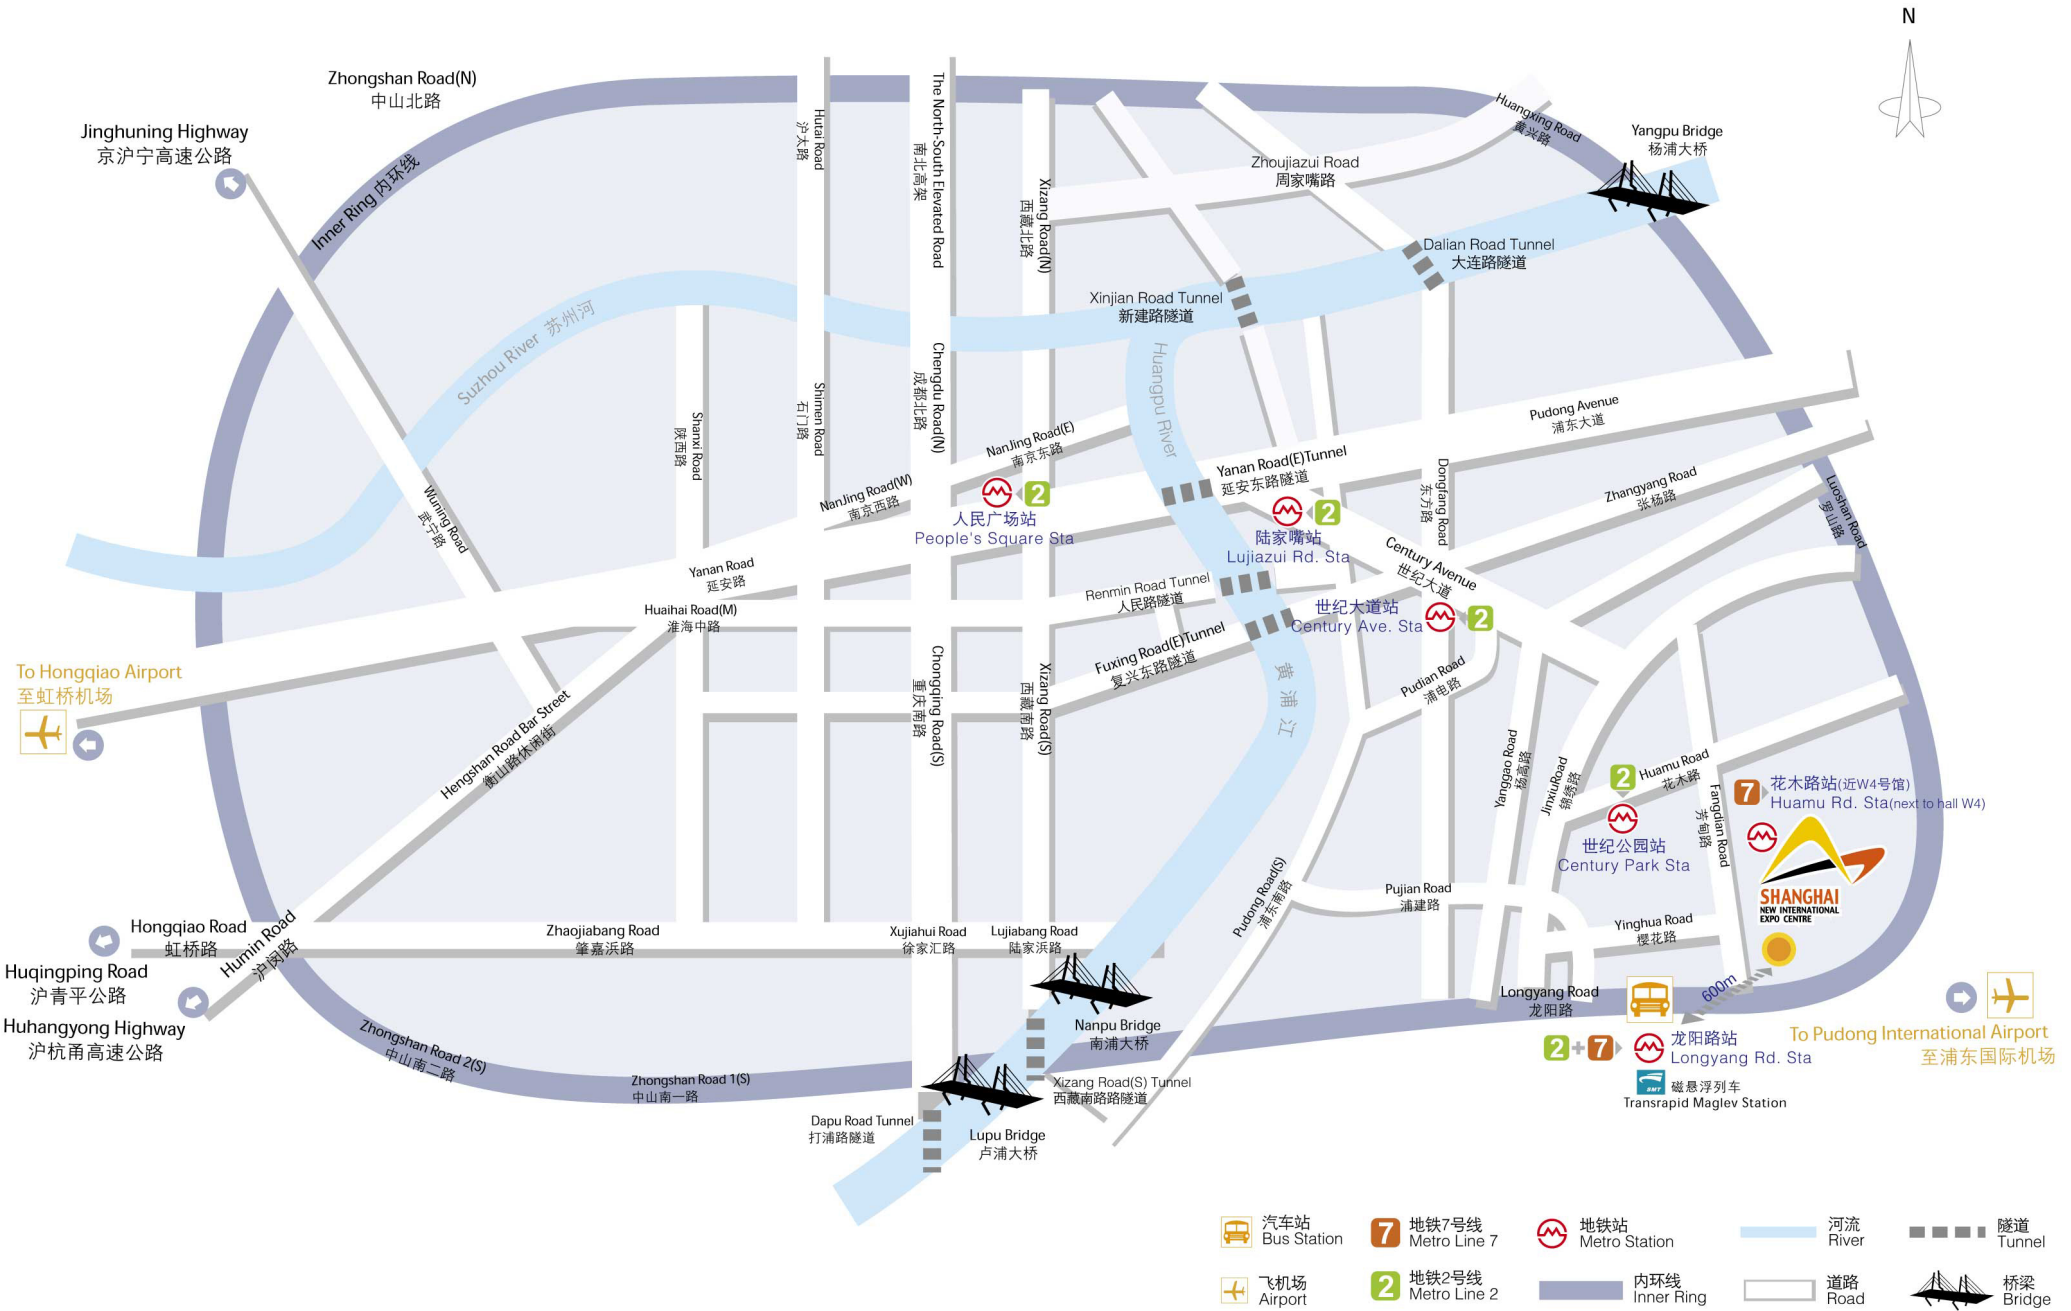 N
Zhongshan Road(N)
中山北路
Jinghuning Highway
京沪宁高速公路
Inner Ring 内环线
Hutai Road
沪太路
The North-South Elevated Road
南北高架
Xizang Road(N)
西藏北路
Zhoujiazui Road
周家嘴路
Huangxing Road
黄兴路
Yangpu Bridge
杨浦大桥
Dalian Road Tunnel
大连路隧道
Xinjian Road Tunnel
新建路隧道
Suzhou River 苏州河
Huangpu River
Shanxi Road
陕西路
Shimen Road
石门路
Chengdu Road(N)
成都北路
NanJing Road(E)
南京东路
NanJing Road(W)
南京西路
2
人民广场站
People's Square Sta
Yanan Road(E)Tunnel
延安东路隧道
2
陆家嘴站
Lujiazui Rd. Sta
Dongfang Road
东方路
Pudong Avenue
浦东大道
Zhangyang Road
张杨路
Luoshan Road
罗山路
Century Avenue
世纪大道
Wuning Road
武宁路
Yanan Road
延安路
Huaihai Road(M)
淮海中路
Renmin Road Tunnel
人民路隧道
世纪大道站
Century Ave. Sta
2
Fuxing Road(E)Tunnel
复兴东路隧道
To Hongqiao Airport
至虹桥机场
Hengshan Road Bar Street
衡山路休闲街
Chongqing Road(S)
重庆南路
Xizang Road(S)
西藏南路
黄浦江
Pudian Road
浦电路
Yanggao Road
杨高路
JinxiuRoad
锦绣路
Huamu Road
花木路
2
世纪公园站
Century Park Sta
Fangdian Road
芳甸路
7
花木路站(近W4号馆)
Huamu Rd. Sta(next to hall W4)
SHANGHAI
NEW INTERNATIONAL
EXPO CENTRE
Pudong Road(S)
浦东南路
Pujian Road
浦建路
Yinghua Road
樱花路
Hongqiao Road
虹桥路
Humin Road
沪闵路
Zhaojiabang Road
肇嘉浜路
Xujiahui Road
徐家汇路
Lujiabang Road
陆家浜路
Huqingping Road
沪青平公路
Huhangyong Highway
沪杭甬高速公路
Nanpu Bridge
南浦大桥
Longyang Road
龙阳路
600m
2+7
龙阳路站
Longyang Rd. Sta
SMT
磁悬浮列车
Transrapid Maglev Station
To Pudong International Airport
至浦东国际机场
Zhongshan Road 2(S)
中山南二路
Zhongshan Road 1(S)
中山南一路
Xizang Road(S) Tunnel
西藏南路路隧道
Dapu Road Tunnel
打浦路隧道
Lupu Bridge
卢浦大桥
汽车站
Bus Station
7
地铁7号线
Metro Line 7
地铁站
Metro Station
河流
River
隧道
Tunnel
飞机场
Airport
2
地铁2号线
Metro Line 2
内环线
Inner Ring
道路
Road
桥梁
Bridge